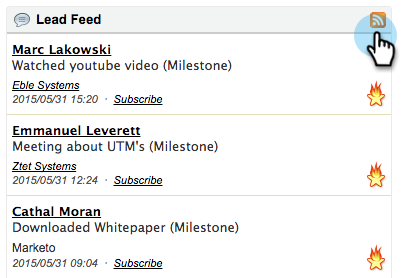 Lead Feed
Marc Lakowski
Watched youtube video (Milestone)
Eble Systems
2015/05/31 15:20 · Subscribe
Emmanuel Leverett
Meeting about UTM's (Milestone)
Ztet Systems
2015/05/31 12:24 · Subscribe
Cathal Moran
Downloaded Whitepaper (Milestone)
Marketo
2015/05/31 09:04 · Subscribe